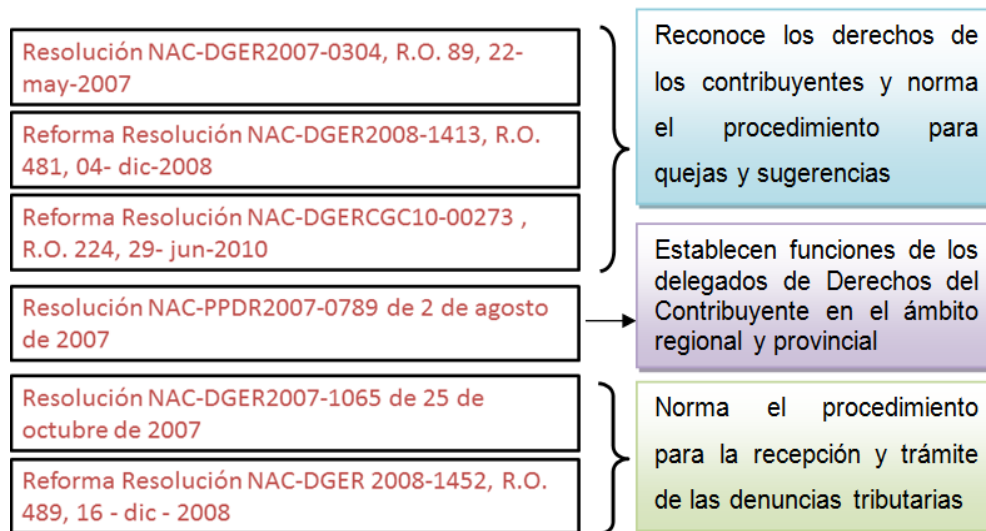 Resolución NAC-DGER2007-0304, R.O. 89, 22-
may-2007
Reforma Resolución NAC-DGER2008-1413, R.O.
481, 04- dic-2008
Reforma Resolución NAC-DGERCGC10-00273 ,
R.O. 224, 29- jun-2010
Reconoce los derechos de
los contribuyentes y norma
el procedimiento para
quejas y sugerencias
Resolución NAC-PPDR2007-0789 de 2 de agosto
de 2007
Establecen funciones de los
delegados de Derechos del
Contribuyente en el ámbito
regional y provincial
Resolución NAC-DGER2007-1065 de 25 de
octubre de 2007
Reforma Resolución NAC-DGER 2008-1452, R.O.
489, 16 - dic - 2008
Norma el procedimiento
para la recepción y trámite
de las denuncias tributarias